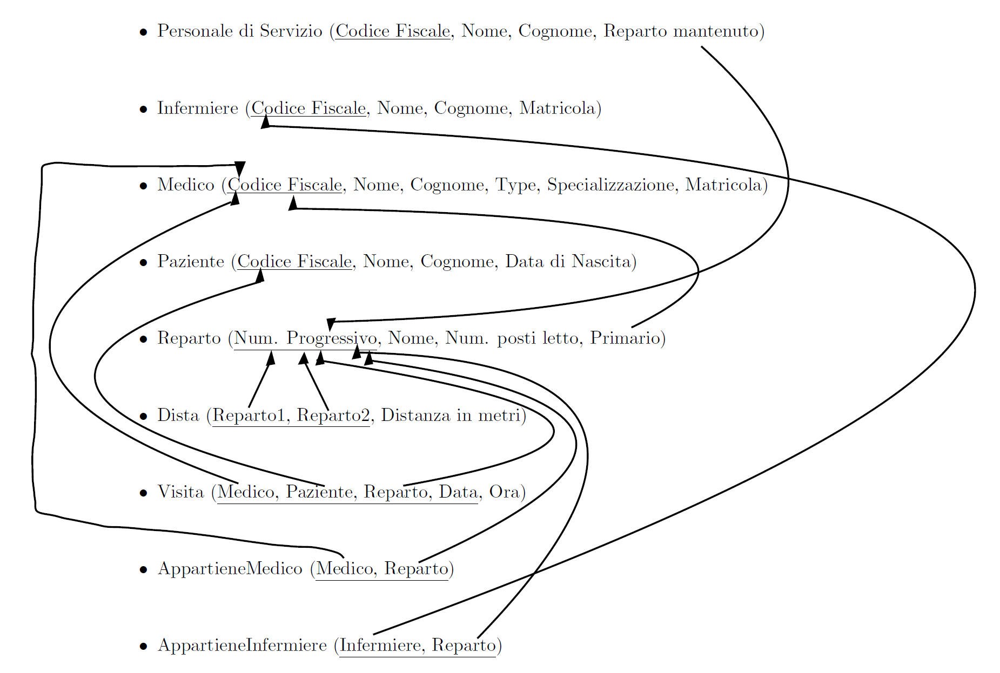 • Personale di Servizio (Codice Fiscale, Nome, Cognome, Reparto mantenuto)
• Infermiere (Codice Fiscale, Nome, Cognome, Matricola)
• Medico (Codice Fiscale, Nome, Cognome, Type, Specializzazione, Matricola)
• Paziente (Codice Fiscale, Nome, Cognome, Data di Nascita)
• Reparto (Num. Progressivo, Nome, Num. posti letto, Primario)
• Dista (Reparto1, Reparto2, Distanza in metri)
• Visita (Medico, Paziente, Reparto, Data, Ora)
• AppartieneMedico (Medico, Reparto)
• AppartieneInfermiere (Infermiere, Reparto)